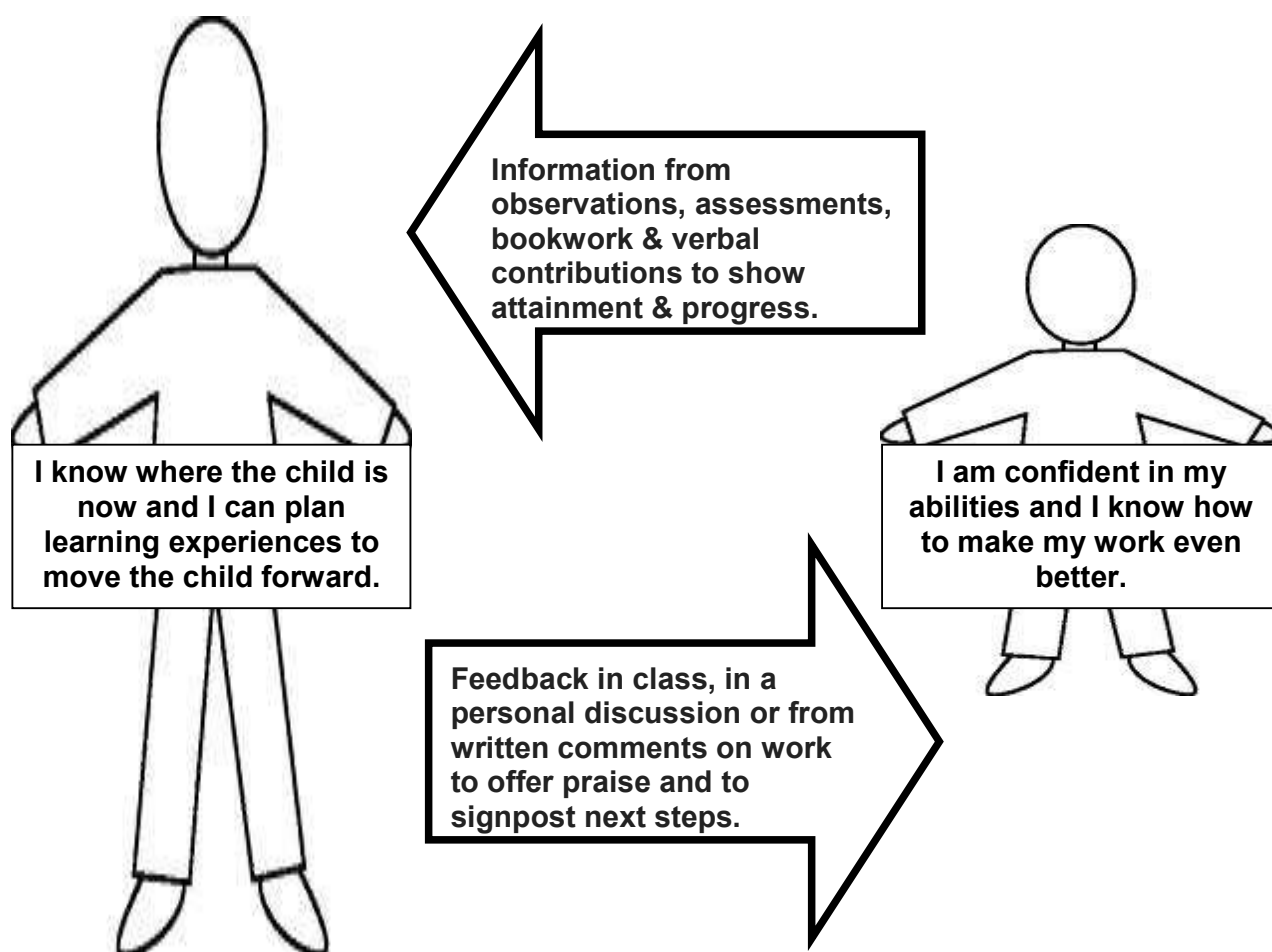 Information from
observations, assessments,
bookwork & verbal
contributions to show
attainment & progress.
I know where the child is
now and I can plan
learning experiences to
move the child forward.
I am confident in my
abilities and I know how
to make my work even
better.
Feedback in class, in a
personal discussion or from
written comments on work
to offer praise and to
signpost next steps.